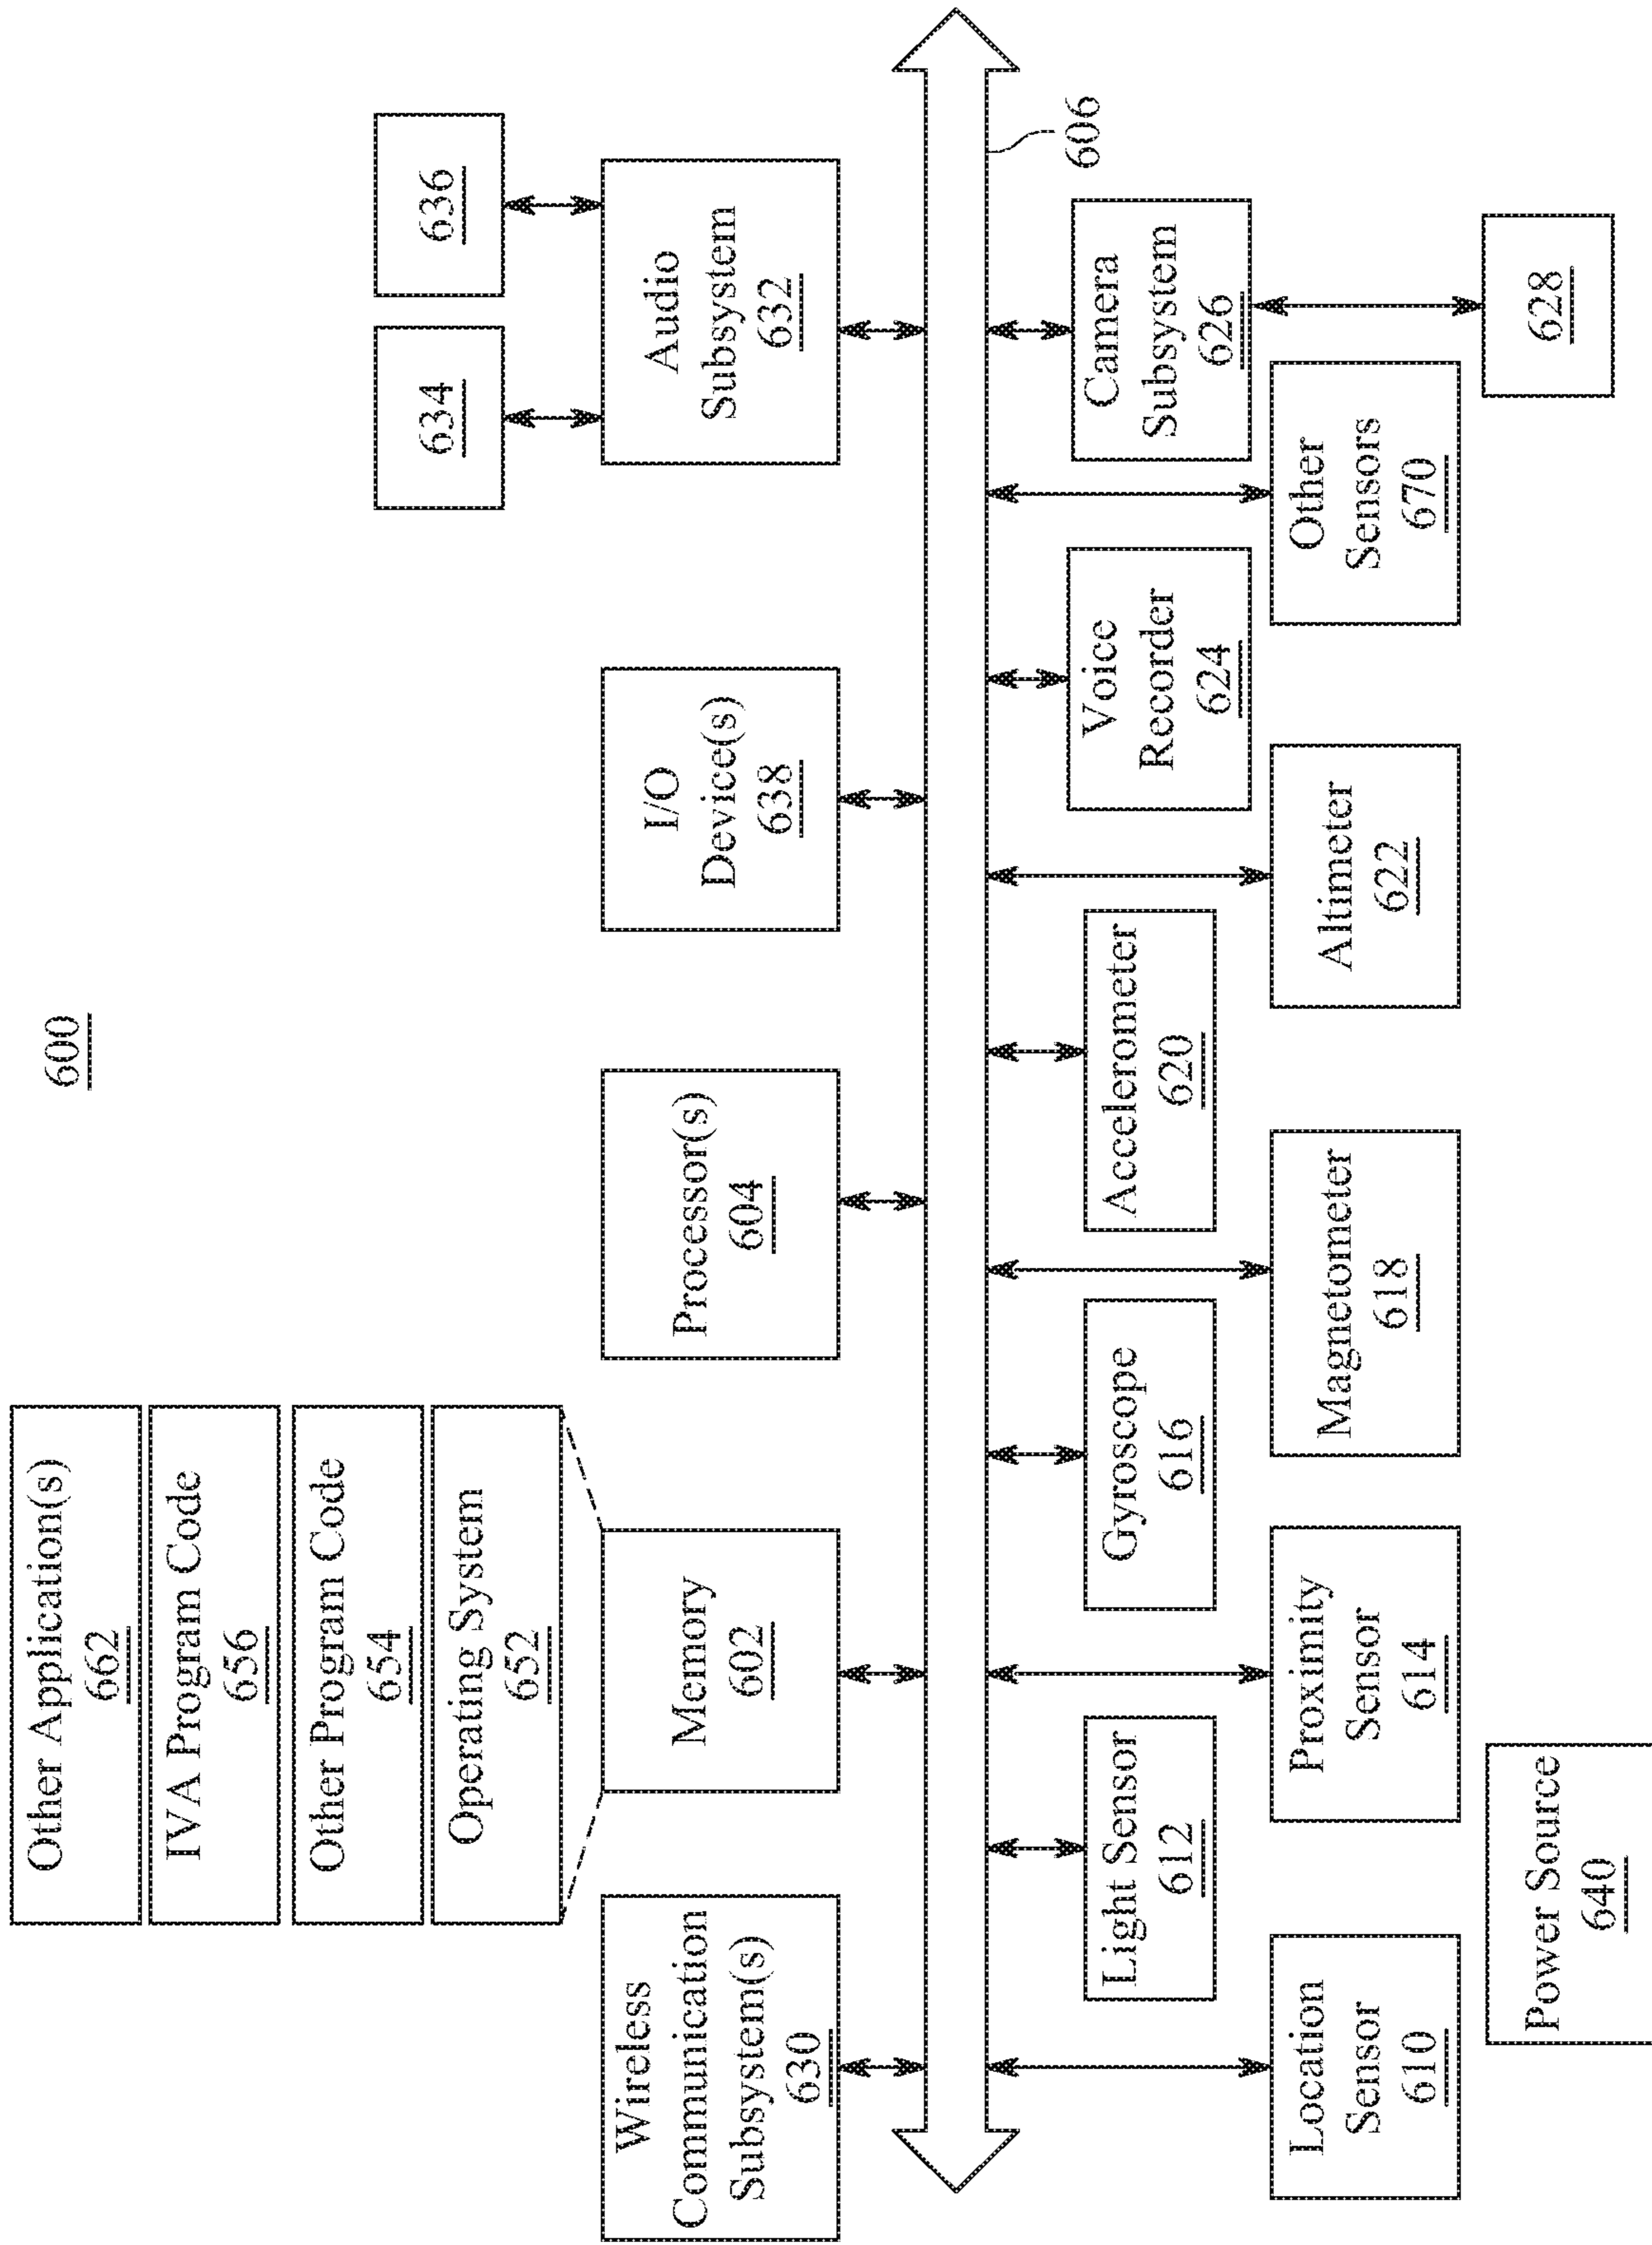 600
Other Application(s)
662
IVA Program Code
656
Other Program Code
654
Operating System
652
634
636
Wireless
Communication
Subsystem(s)
630
Memory
602
Processor(s)
604
I/O
Device(s)
638
Audio
Subsystem
632
606
Light Sensor
612
Gyroscope
616
Accelerometer
620
Voice
Recorder
624
Camera
Subsystem
626
Location
Sensor
610
Proximity
Sensor
614
Magnetometer
618
Altimeter
622
Other
Sensors
670
Power Source
640
628